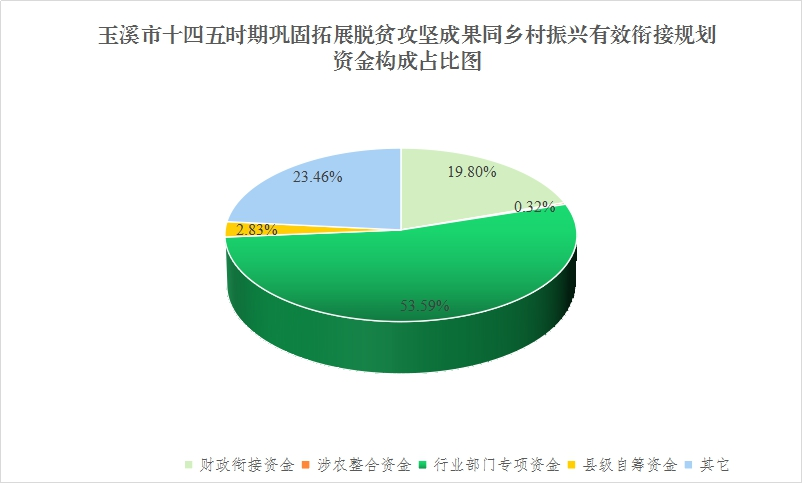 玉溪市十四五时期巩固拓展脱贫攻坚成果同乡村振兴有效衔接规划
资金构成占比图
19.80%
23.46%
0.32%
2.83%
53.59%
财政衔接资金 涉农整合资金 行业部门专项资金 县级自筹资金 其它